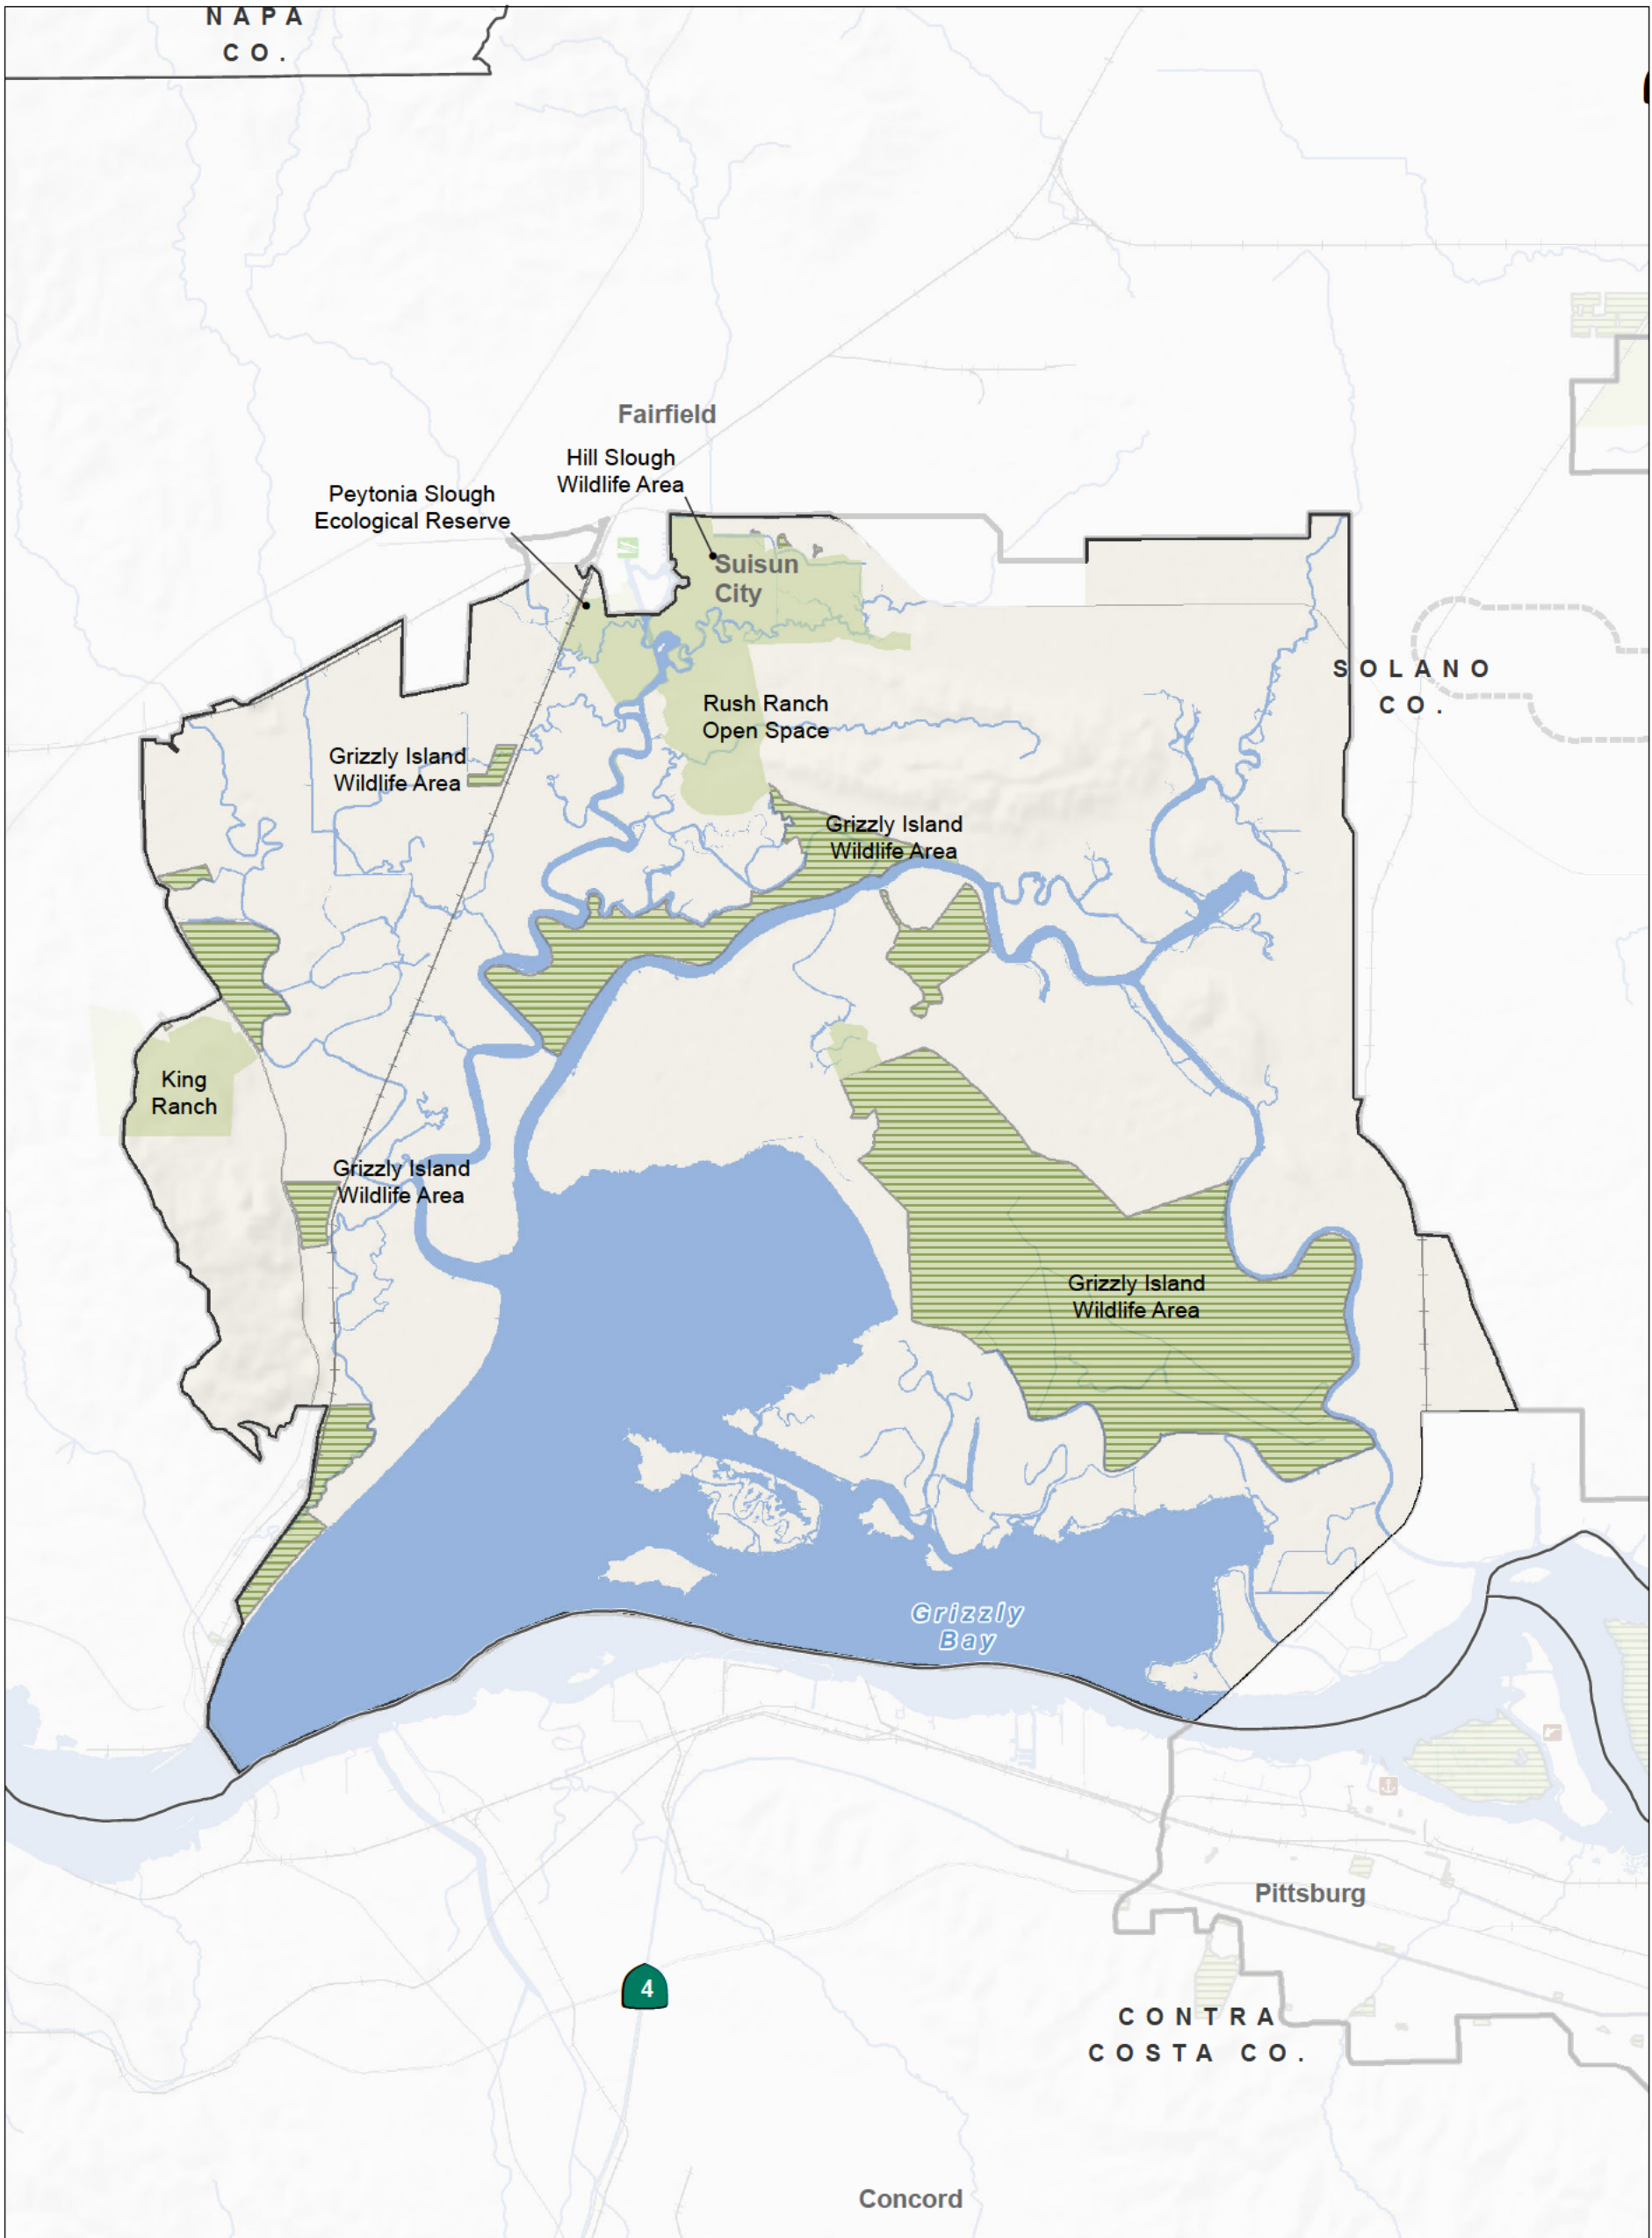 NAPA
CO.
Fairfield
Hill Slough
Wildlife Area
Peytonia Slough
Ecological Reserve
Suisun
City
SOLANO
CO.
Rush Ranch
Open Space
Grizzly Island
Wildlife Area
Grizzly Island
Wildlife Area
King
Ranch
Grizzly Island
Wildlife Area
Grizzly Island
Wildlife Area
Grizzly
Bay
Pittsburg
4
CONTRA
COSTA CO.
Concord